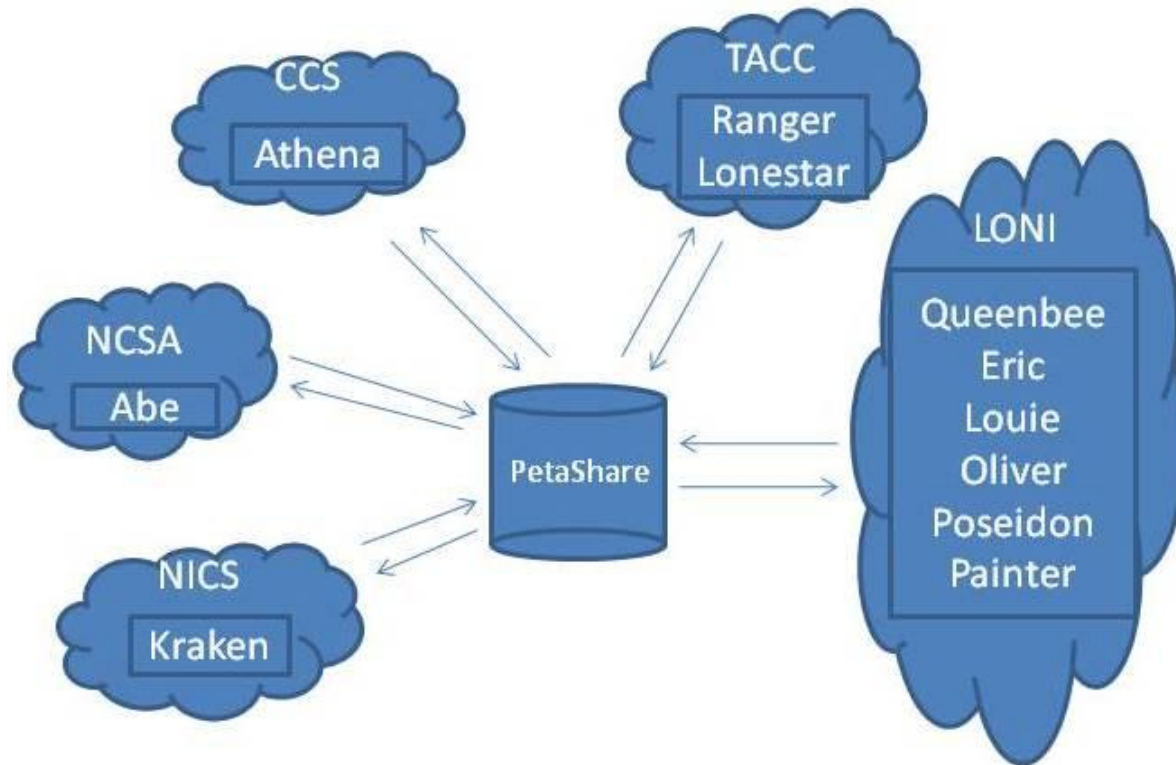 CCS
Athena
TACC
Ranger
Lonestar
LONI
Queenbee
Eric
Louie
Oliver
Poseidon
Painter
NCSA
Abe
PetaShare
NICS
Kraken